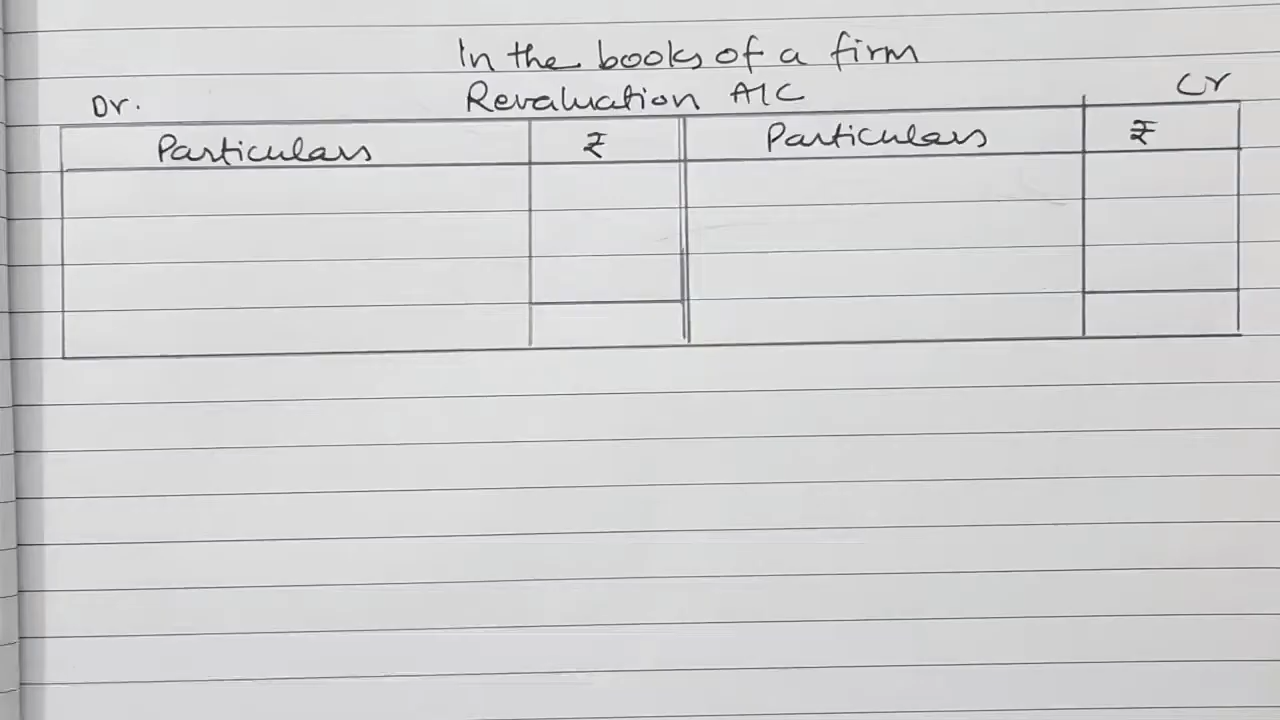 In the books of a firm
Dr. Revaluation A/C Cr
Particulars ₹ Particulars ₹